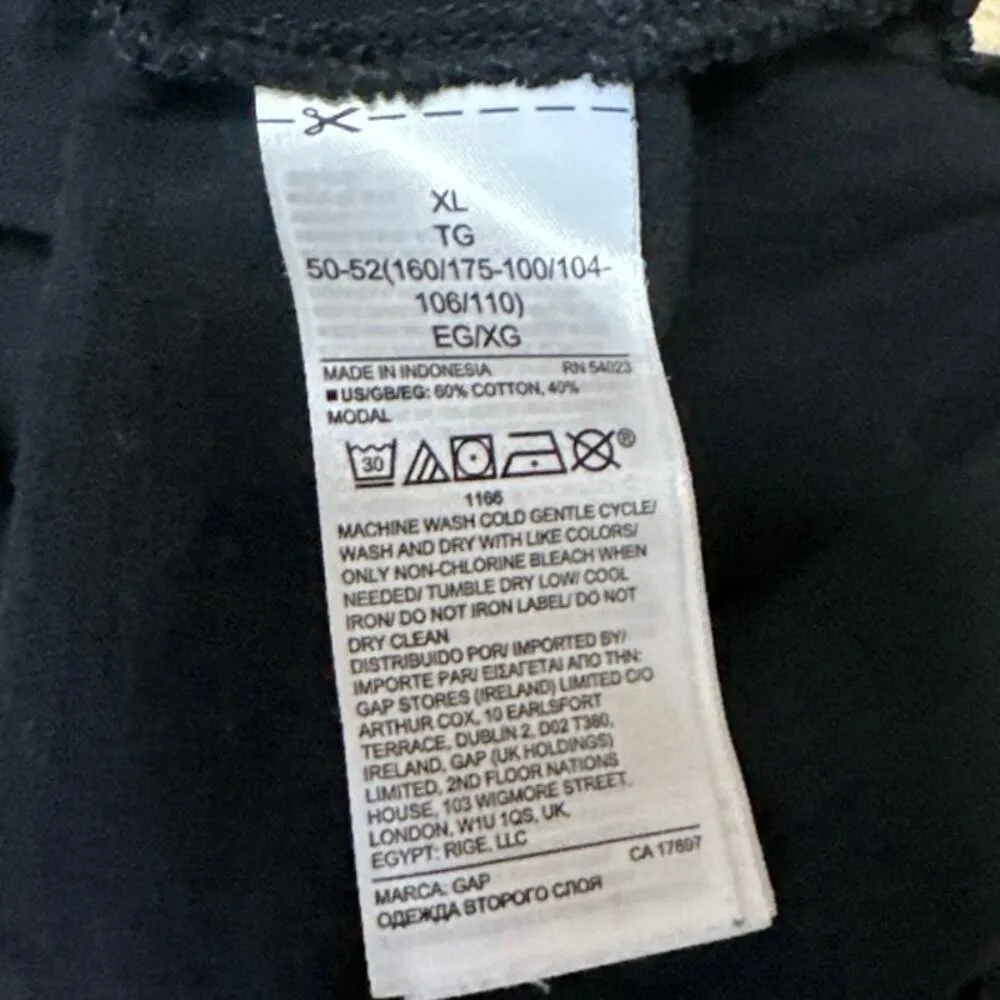 XL
TG
50-52(160/175-100/104-
106/110)
EG/XG
MADE IN INDONESIA RN 54023
US/GB/EG: 60% COTTON, 40%
MODAL
30
®
1166
MACHINE WASH COLD GENTLE CYCLE/
WASH AND DRY WITH LIKE COLORS/
ONLY NON-CHLORINE BLEACH WHEN
NEEDED/ TUMBLE DRY LOW/ COOL
IRON/ DO NOT IRON LABEL/ DO NOT
DRY CLEAN
DISTRIBUIDO POR/ IMPORTED BY/
IMPORTE PAR/ ΕΙΣΑΓΕΤΑΙ ΑΠΟ ΤΗΝ:
GAP STORES (IRELAND) LIMITED C/O
ARTHUR COX, 10 EARLSFORT
TERRACE, DUBLIN 2, D02 T380,
IRELAND, GAP (UK HOLDINGS)
LIMITED, 2ND FLOOR NATIONS
HOUSE, 103 WIGMORE STREET,
LONDON, W1U 1QS, UK,
EGYPT: RIGE, LLC
CA 17897
MARCA: GAP
ОДЕЖДА ВТОРОГО СЛОЯ